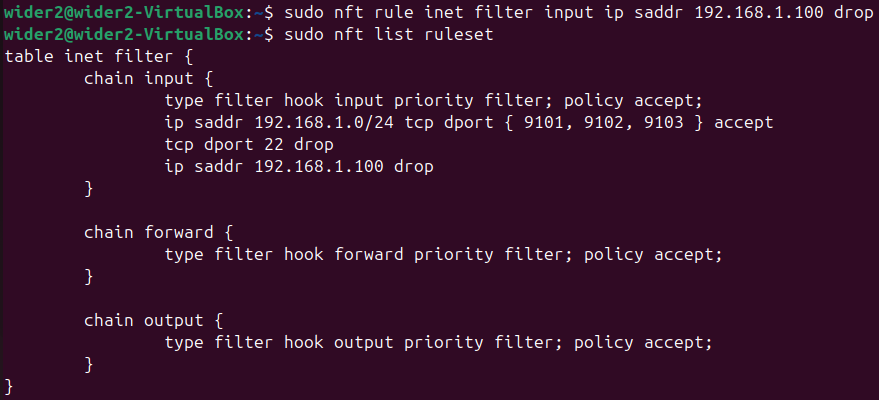 wider2@wider2-VirtualBox:~$ sudo nft rule inet filter input ip saddr 192.168.1.100 drop
wider2@wider2-VirtualBox:~$ sudo nft list ruleset
table inet filter {
        chain input {
                type filter hook input priority filter; policy accept;
                ip saddr 192.168.1.0/24 tcp dport { 9101, 9102, 9103 } accept
                tcp dport 22 drop
                ip saddr 192.168.1.100 drop
        }

        chain forward {
                type filter hook forward priority filter; policy accept;
        }

        chain output {
                type filter hook output priority filter; policy accept;
        }
}